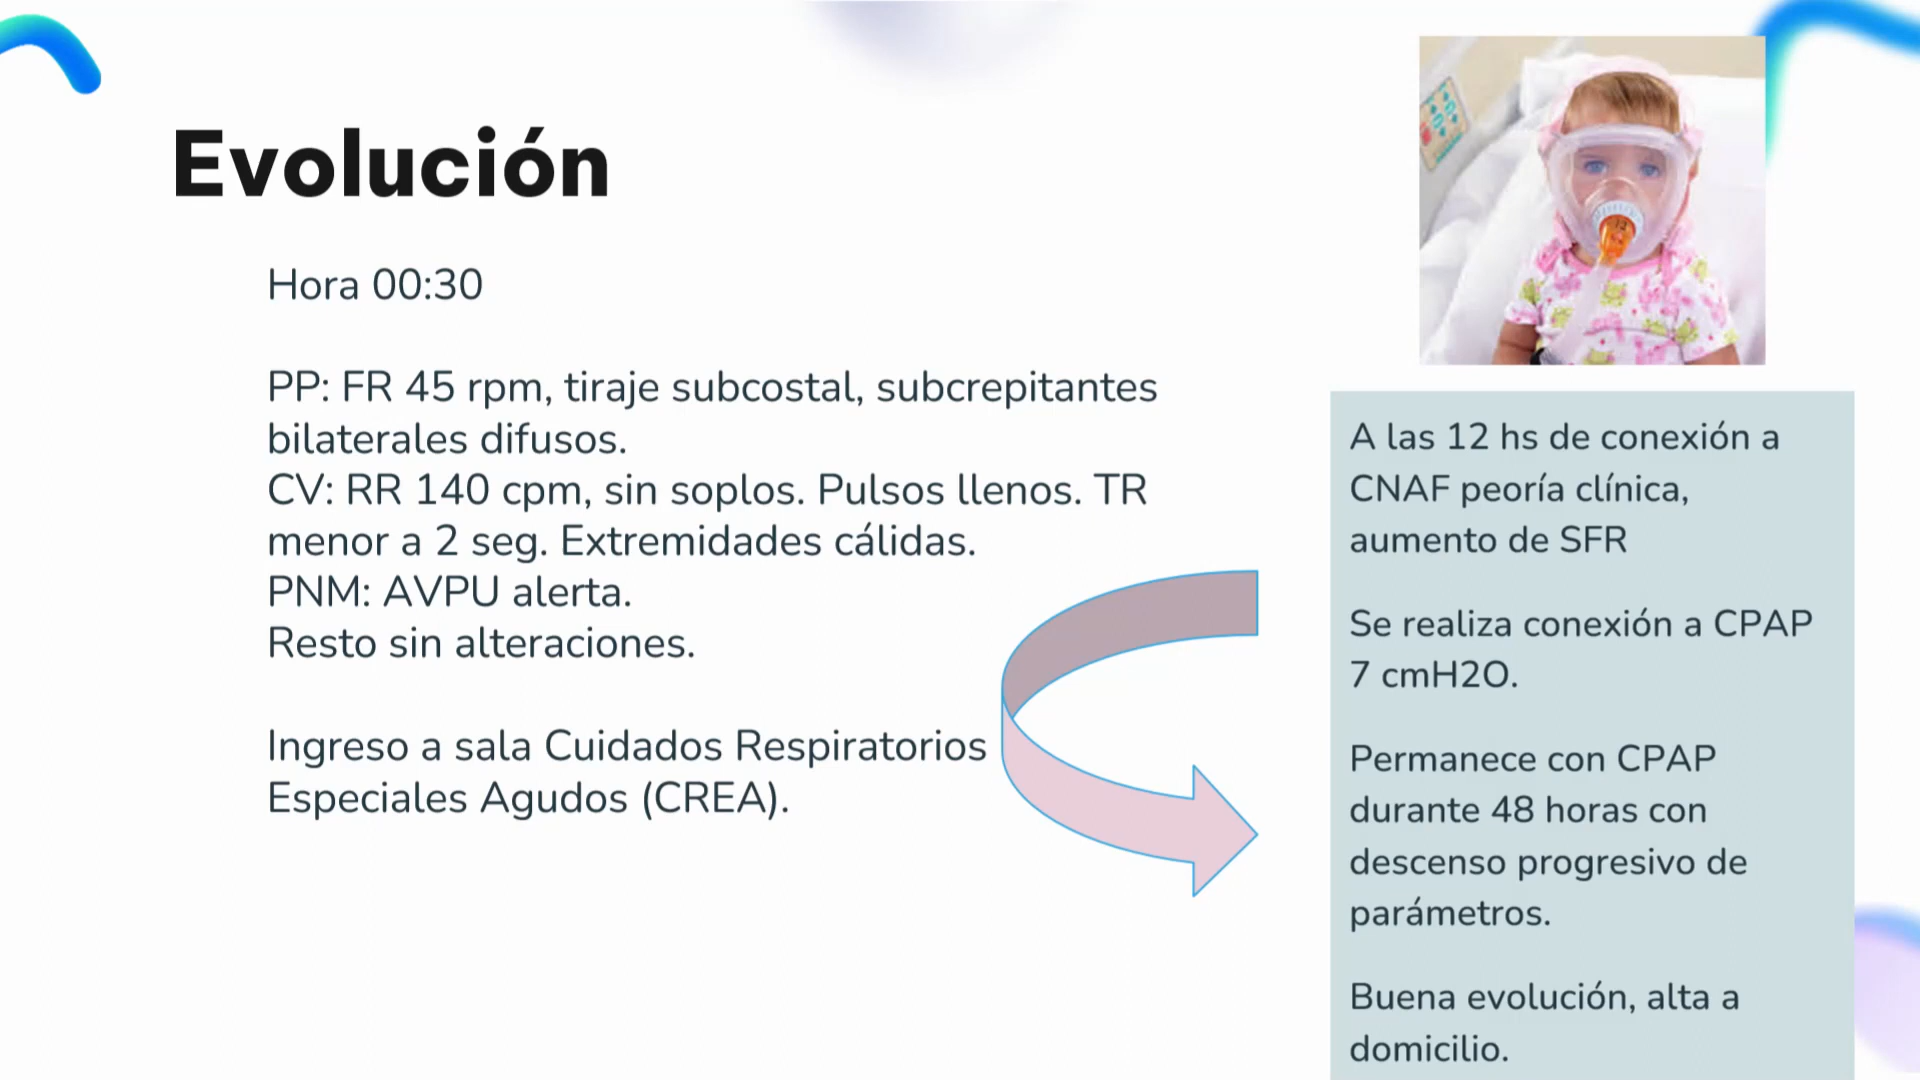 Evolución
Hora 00:30
PP: FR 45 rpm, tiraje subcostal, subcrepitantes
bilaterales difusos.
CV: RR 140 cpm, sin soplos. Pulsos llenos. TR
menor a 2 seg. Extremidades cálidas.
PNM: AVPU alerta.
Resto sin alteraciones.
Ingreso a sala Cuidados Respiratorios
Especiales Agudos (CREA).
A las 12 hs de conexión a
CNAF peoría clínica,
aumento de SFR
Se realiza conexión a CPAP
7 cmH2O.
Permanece con CPAP
durante 48 horas con
descenso progresivo de
parámetros.
Buena evolución, alta a
domicilio.